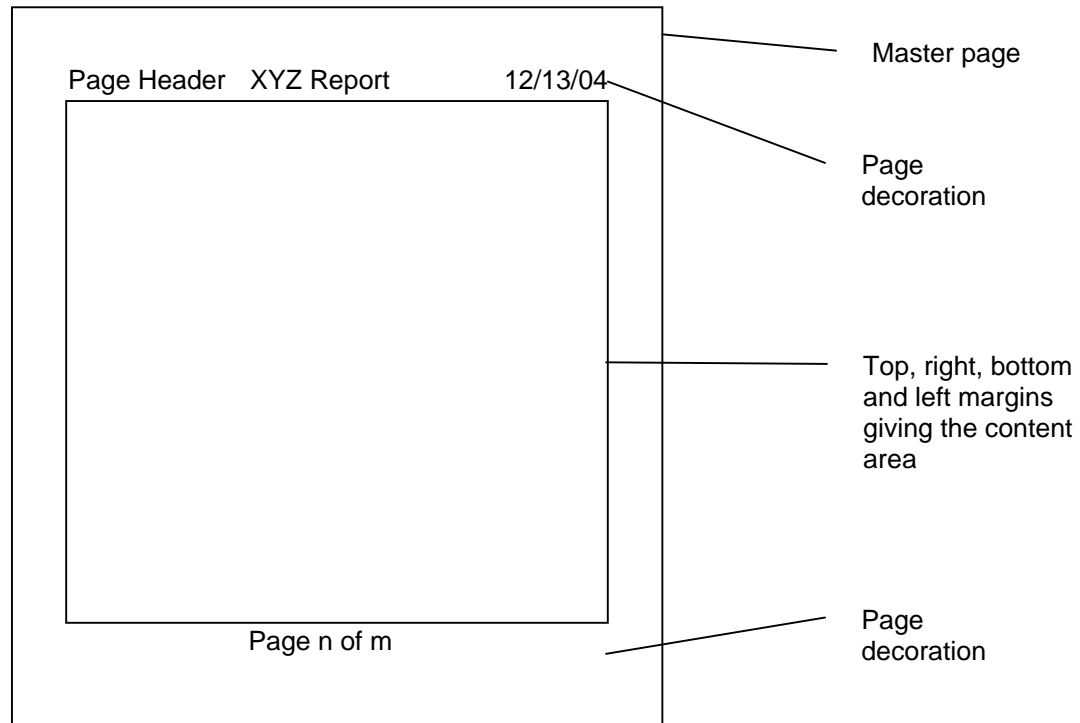 Master page
Page Header XYZ Report 12/13/04
Page
decoration
Top, right, bottom
and left margins
giving the content
area
Page n of m
Page
decoration